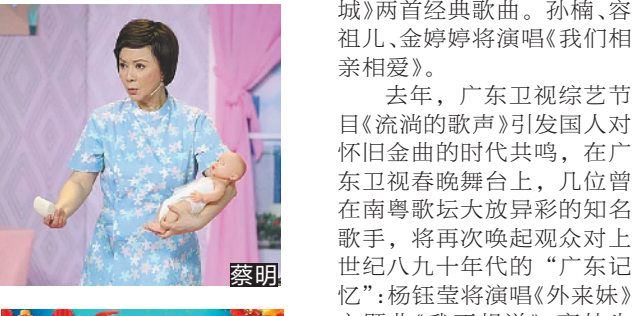 城》两首经典歌曲。孙楠、容
祖儿、金婷婷将演唱《我们相
亲相爱》。
去年，广东卫视综艺节
目《流淌的歌声》引发国人对
怀旧金曲的时代共鸣，在广
东卫视春晚舞台上，几位曾
在南粤歌坛大放异彩的知名
歌手，将再次唤起观众对上
世纪八九十年代的“广东记
忆”：杨钰莹将演唱《外来妹》
蔡明